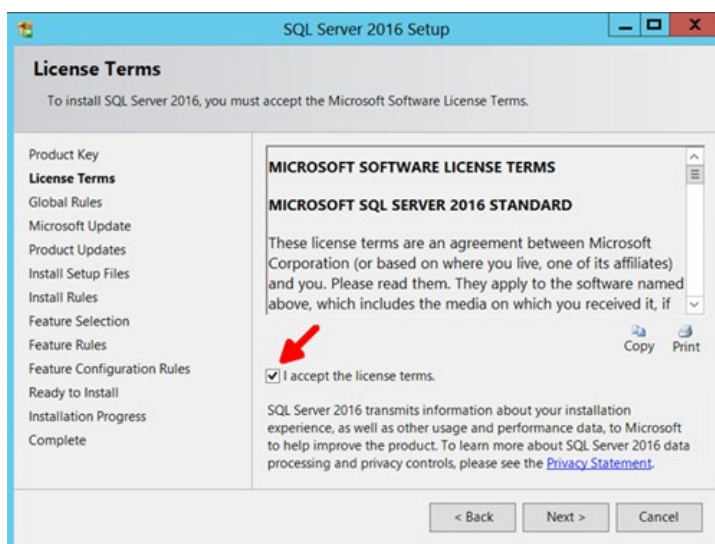 SQL Server 2016 Setup
License Terms
To install SQL Server 2016, you must accept the Microsoft Software License Terms.
Product Key
License Terms
Global Rules
Microsoft Update
Product Updates
Install Setup Files
Install Rules
Feature Selection
Feature Rules
Feature Configuration Rules
Ready to Install
Installation Progress
Complete
MICROSOFT SOFTWARE LICENSE TERMS
MICROSOFT SQL SERVER 2016 STANDARD
These license terms are an agreement between Microsoft
Corporation (or based on where you live, one of its affiliates)
and you. Please read them. They apply to the software named
above, which includes the media on which you received it, if
Copy Print
I accept the license terms.
SQL Server 2016 transmits information about your installation
experience, as well as other usage and performance data, to Microsoft
to help improve the product. To learn more about SQL Server 2016 data
processing and privacy controls, please see the Privacy Statement.
< Back Next > Cancel